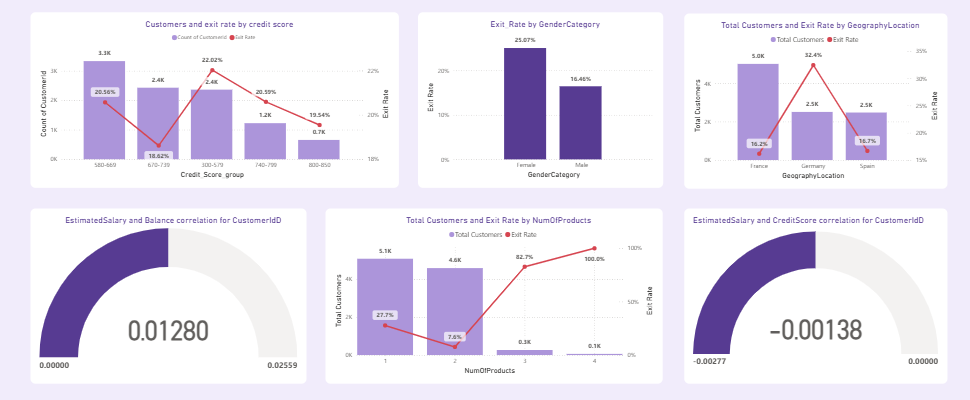 Customers and exit rate by credit score
Count of CustomerId Exit Rate
3.3K
22.02%
3K
20.56%
2.4K
2.4K
22%
20.59%
2K
1.2K
19.54%
20%
1K
0.7K
18.62%
0K
18%
580-669 670-739 300-579 740-799 800-850
Credit_Score_group
Count of CustomerId
Exit Rate
Exit Rate by GenderCategory
25.07%
20%
16.46%
10%
0%
Female Male
GenderCategory
Exit Rate
Total Customers and Exit Rate by GeographyLocation
Total Customers Exit Rate
5.0K 32.4%
35%
4K
30%
2.5K 2.5K
25%
2K
20%
16.2% 16.7%
0K
15%
France Germany Spain
GeographyLocation
Total Customers
Exit Rate
EstimatedSalary and Balance correlation for CustomerIdD
0.01280
0.00000 0.02559
Total Customers and Exit Rate by NumOfProducts
Total Customers Exit Rate
5.1K
4.6K
82.7%
100.0%
100%
4K
50%
2K
27.7%
7.6%
0.3K
0.1K
0K
0%
1 2 3 4
NumOfProducts
Total Customers
Exit Rate
EstimatedSalary and CreditScore correlation for CustomerIdD
-0.00138
-0.00277 0.00000